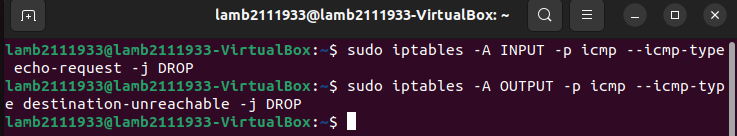 lamb2111933@lamb2111933-VirtualBox: ~
lamb2111933@lamb2111933-VirtualBox:~$ sudo iptables -A INPUT -p icmp --icmp-type
echo-request -j DROP
lamb2111933@lamb2111933-VirtualBox:~$ sudo iptables -A OUTPUT -p icmp --icmp-typ
e destination-unreachable -j DROP
lamb2111933@lamb2111933-VirtualBox:~$